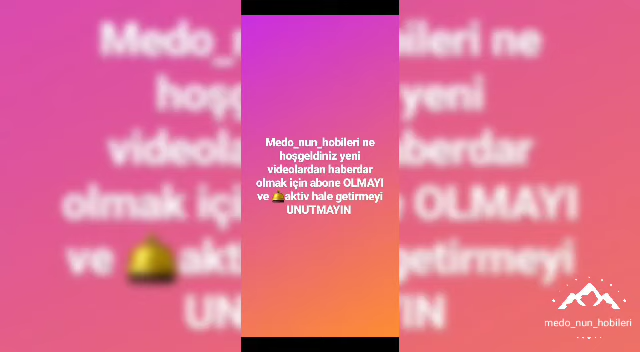 Medo_nun_hobileri ne
hoşgeldiniz yeni
videolardan haberdar
olmak için abone OLMAYI
ve 🔔aktiv hale getirmeyi
UNUTMAYIN
medo_nun_hobileri